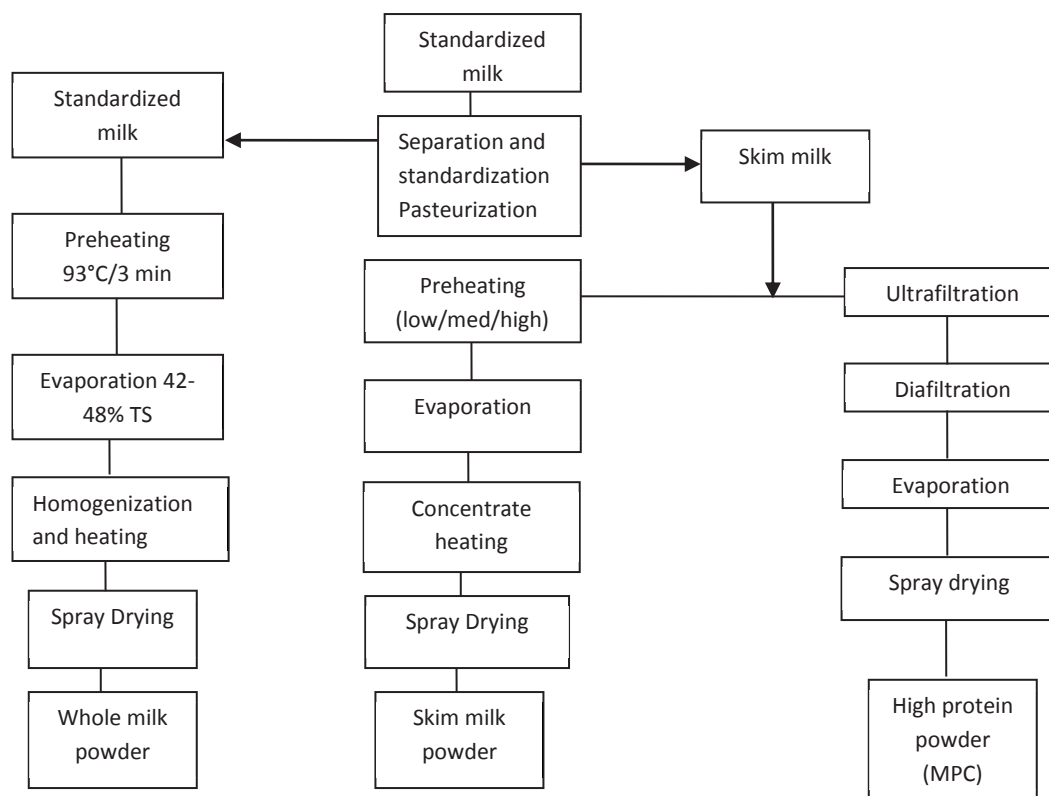 Standardized
milk
Standardized
milk
Separation and
standardization
Pasteurization
Skim milk
Preheating
93°C/3 min
Preheating
(low/med/high)
Ultrafiltration
Evaporation 42-
48% TS
Evaporation
Diafiltration
Homogenization
and heating
Concentrate
heating
Evaporation
Spray Drying
Spray Drying
Spray drying
Whole milk
powder
Skim milk
powder
High protein
powder
(MPC)